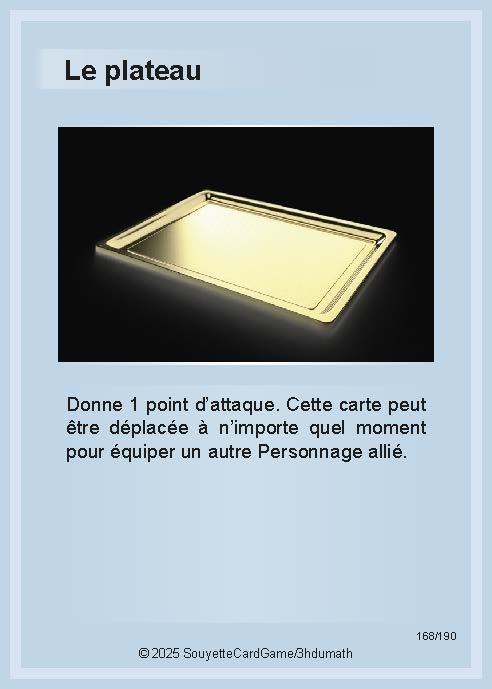 Le plateau
Donne 1 point d’attaque. Cette carte peut
être déplacée à n’importe quel moment
pour équiper un autre Personnage allié.
168/190
© 2025 SouyetteCardGame/3hdumath